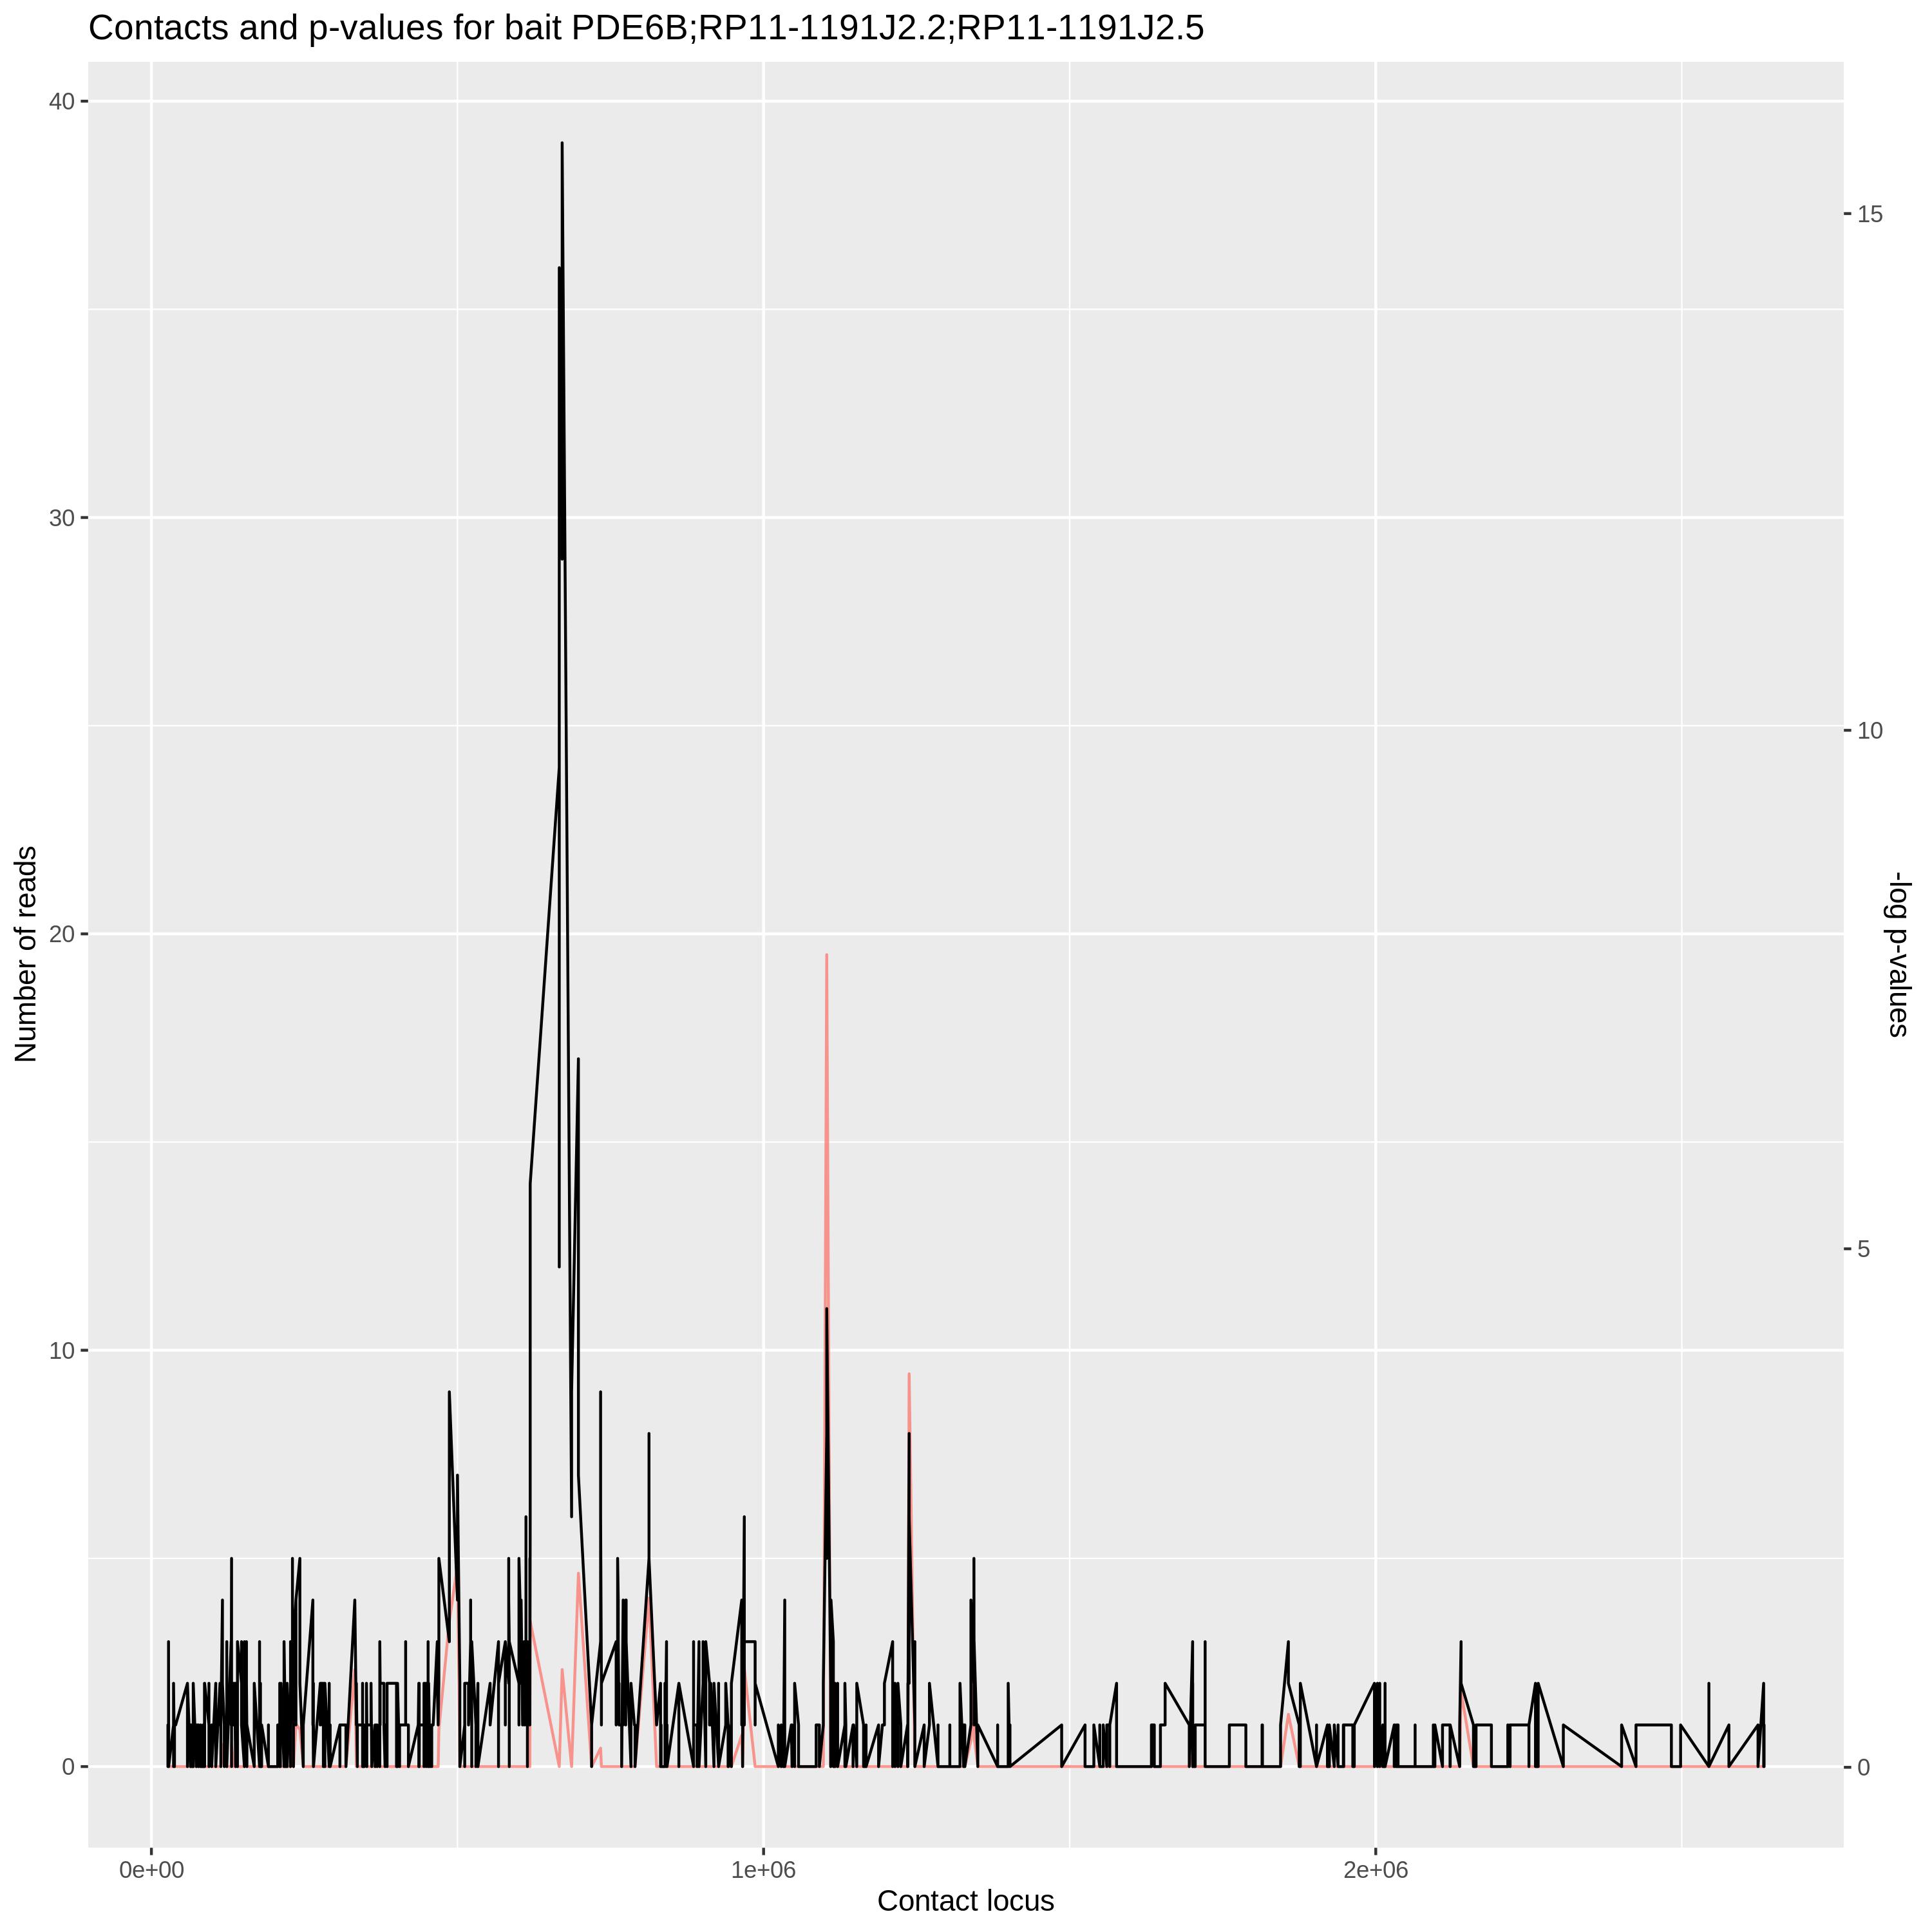 Contacts and p-values for bait PDE6B;RP11-1191J2.2;RP11-1191J2.5
40
30
20
10
0
Number of reads
15
10
5
0
-log p-values
0e+00
1e+06
2e+06
Contact locus